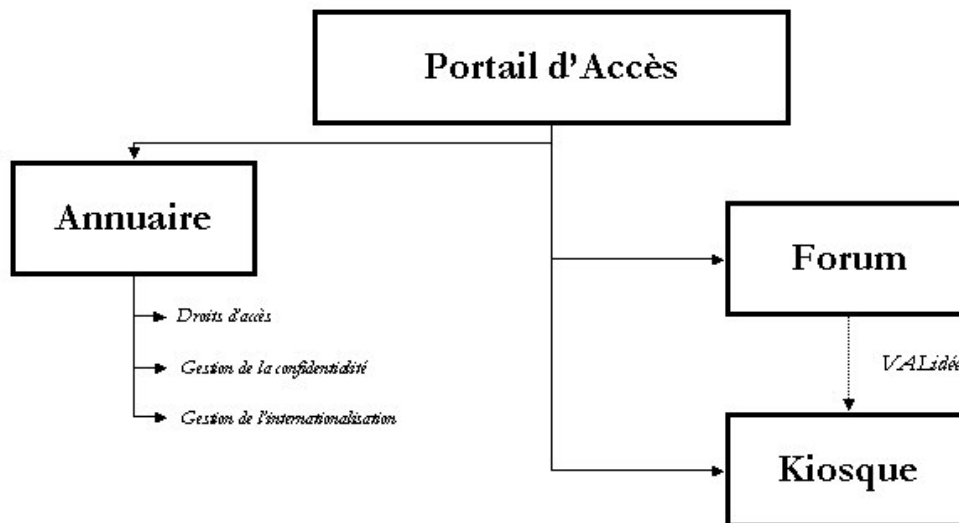 Portail d'Accès
Annuaire
Droits d'accès
Gestion de la confidentialité
Gestion de l'internationalisation
Forum
VALidée
Kiosque